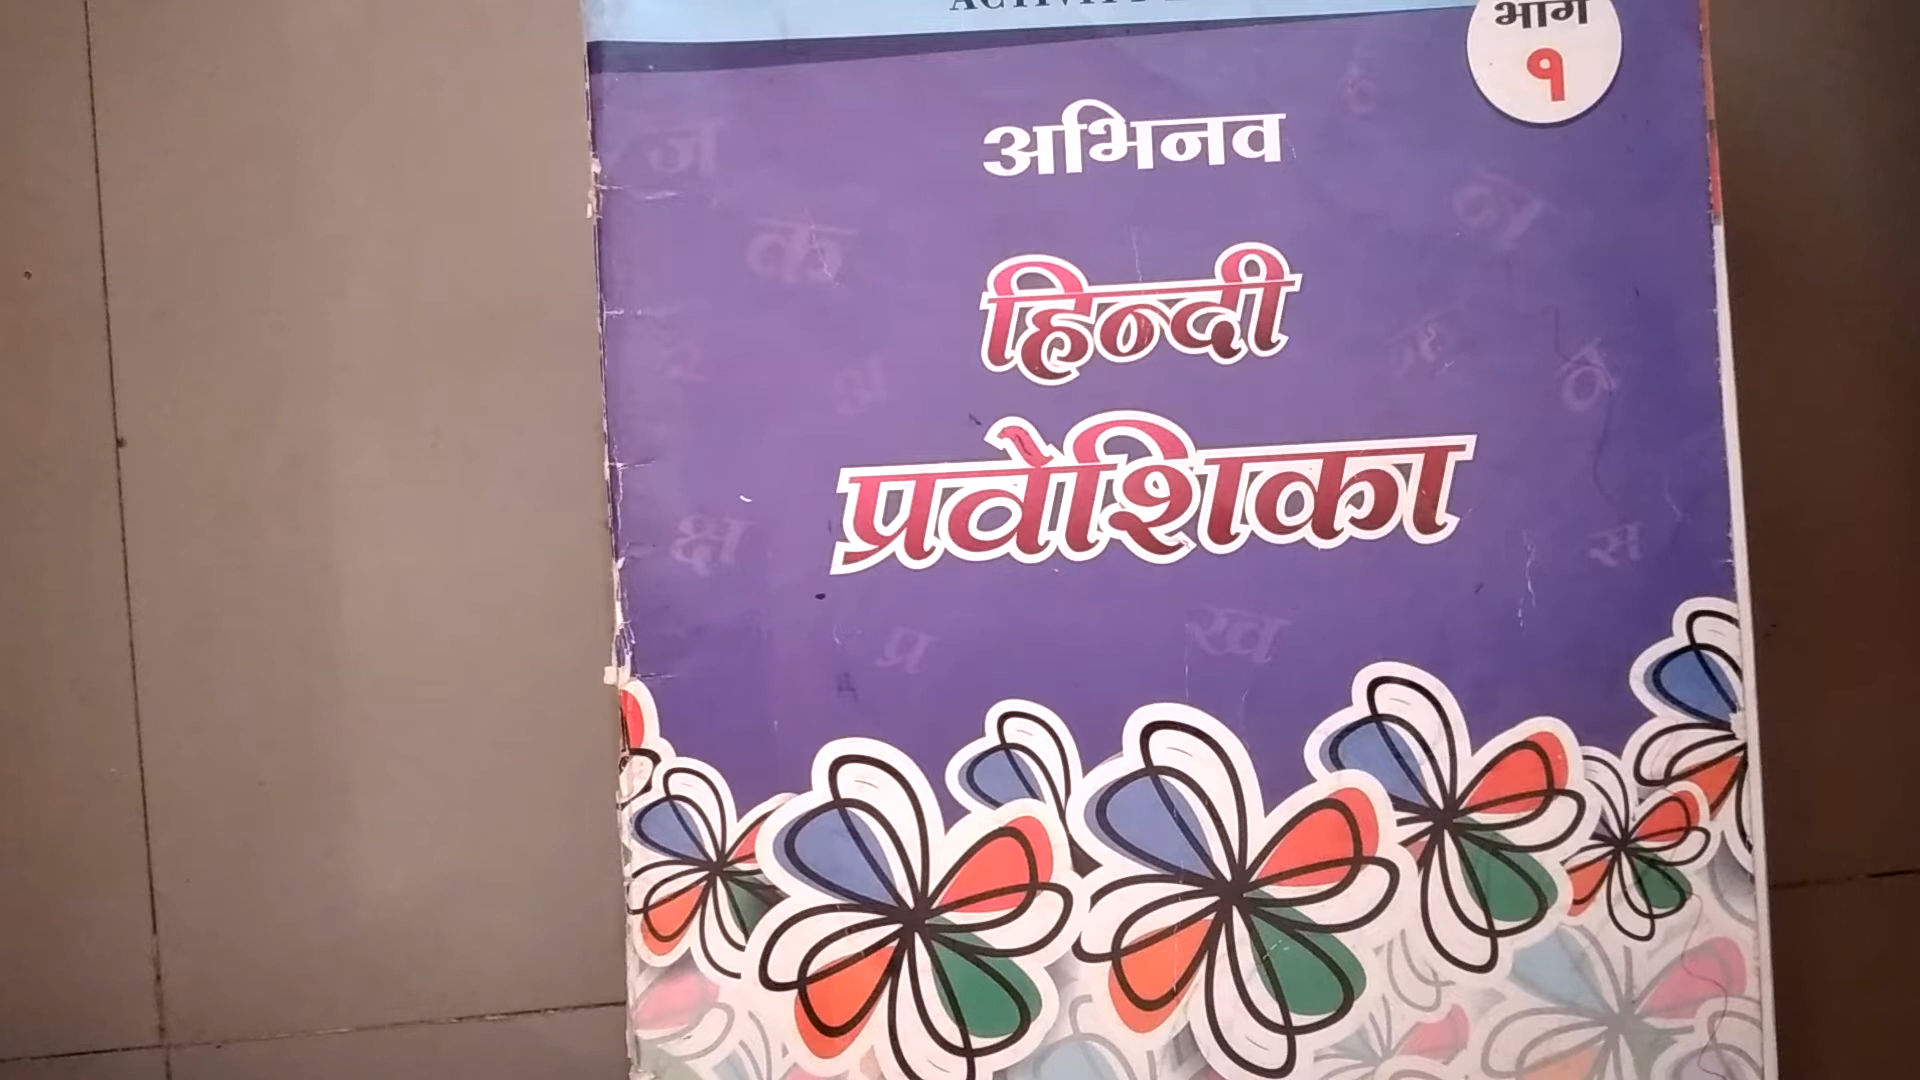 भाग
१
अभिनव
हिन्दी
प्रवेशिका
क
क्ष
स
प्र
ख